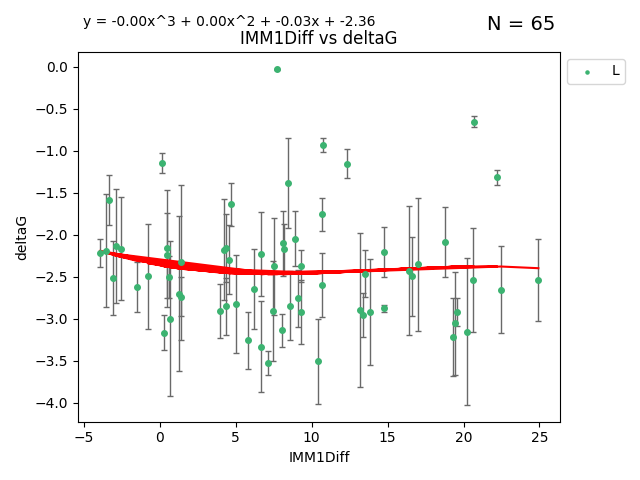 y = -0.00x^3 + 0.00x^2 + -0.03x + -2.36
N = 65
IMM1Diff vs deltaG
L
0.0
−0.5
−1.0
−1.5
−2.0
−2.5
−3.0
−3.5
−4.0
deltaG
−5 0 5 10 15 20 25
IMM1Diff